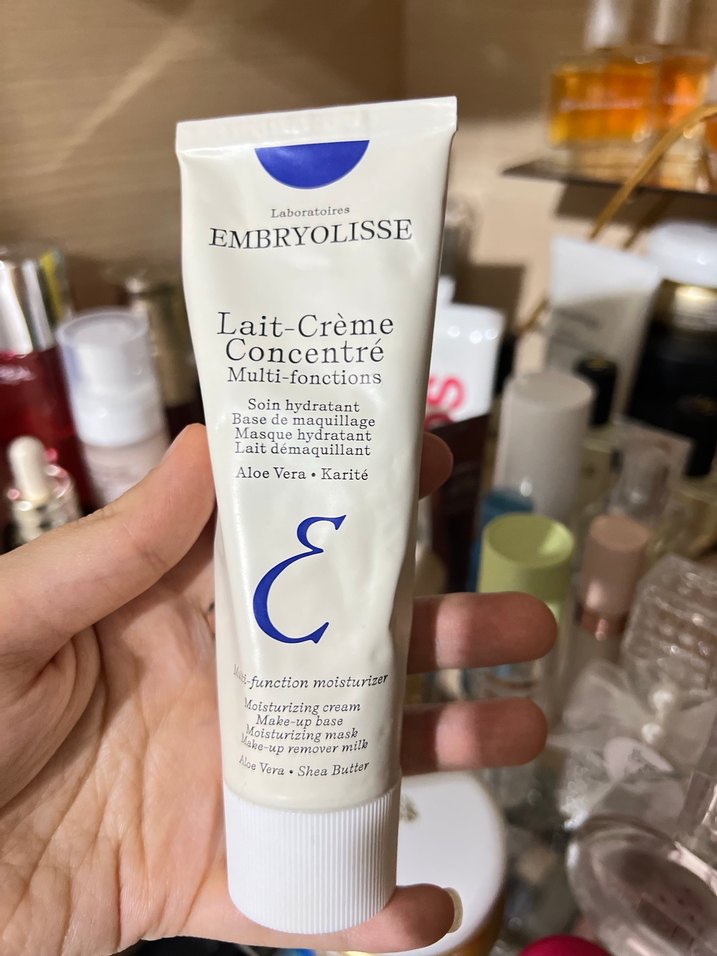 Laboratoires
EMBRYOLISSE
Lait-Crème
Concentré
Multi-fonctions
Soin hydratant
Base de maquillage
Masque hydratant
Lait démaquillant
Aloe Vera • Karité
E
Multi-function moisturizer
Moisturizing cream
Make-up base
Moisturizing mask
Make-up remover milk
Aloe Vera • Shea Butter